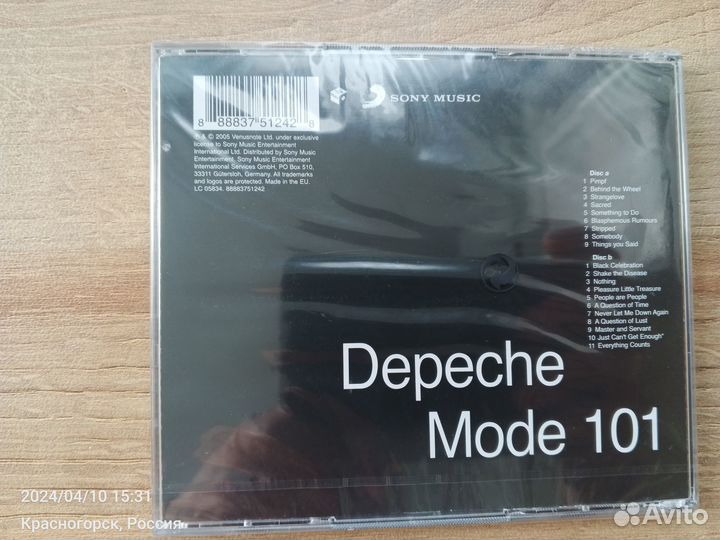 8 88837 51242 8
SONY MUSIC
℗ & © 2005 Venusnote Ltd. under exclusive
license to Sony Music Entertainment
International Ltd. Distributed by Sony Music
Entertainment. Sony Music Entertainment
International Services GmbH, PO Box 510,
33311 Gütersloh, Germany. All trademarks
and logos are protected. Made in the EU.
LC 05834. 88883751242
Disc a
1 Pimpf
2 Behind the Wheel
3 Strangelove
4 Sacred
5 Something to Do
6 Blasphemous Rumours
7 Stripped
8 Somebody
9 Things you Said
Disc b
1 Black Celebration
2 Shake the Disease
3 Nothing
4 Pleasure Little Treasure
5 People are People
6 A Question of Time
7 Never Let Me Down Again
8 A Question of Lust
9 Master and Servant
10 Just Can't Get Enough*
11 Everything Counts
Depeche
Mode 101
2024/04/10 15:31
Красногорск, Россия
Avito